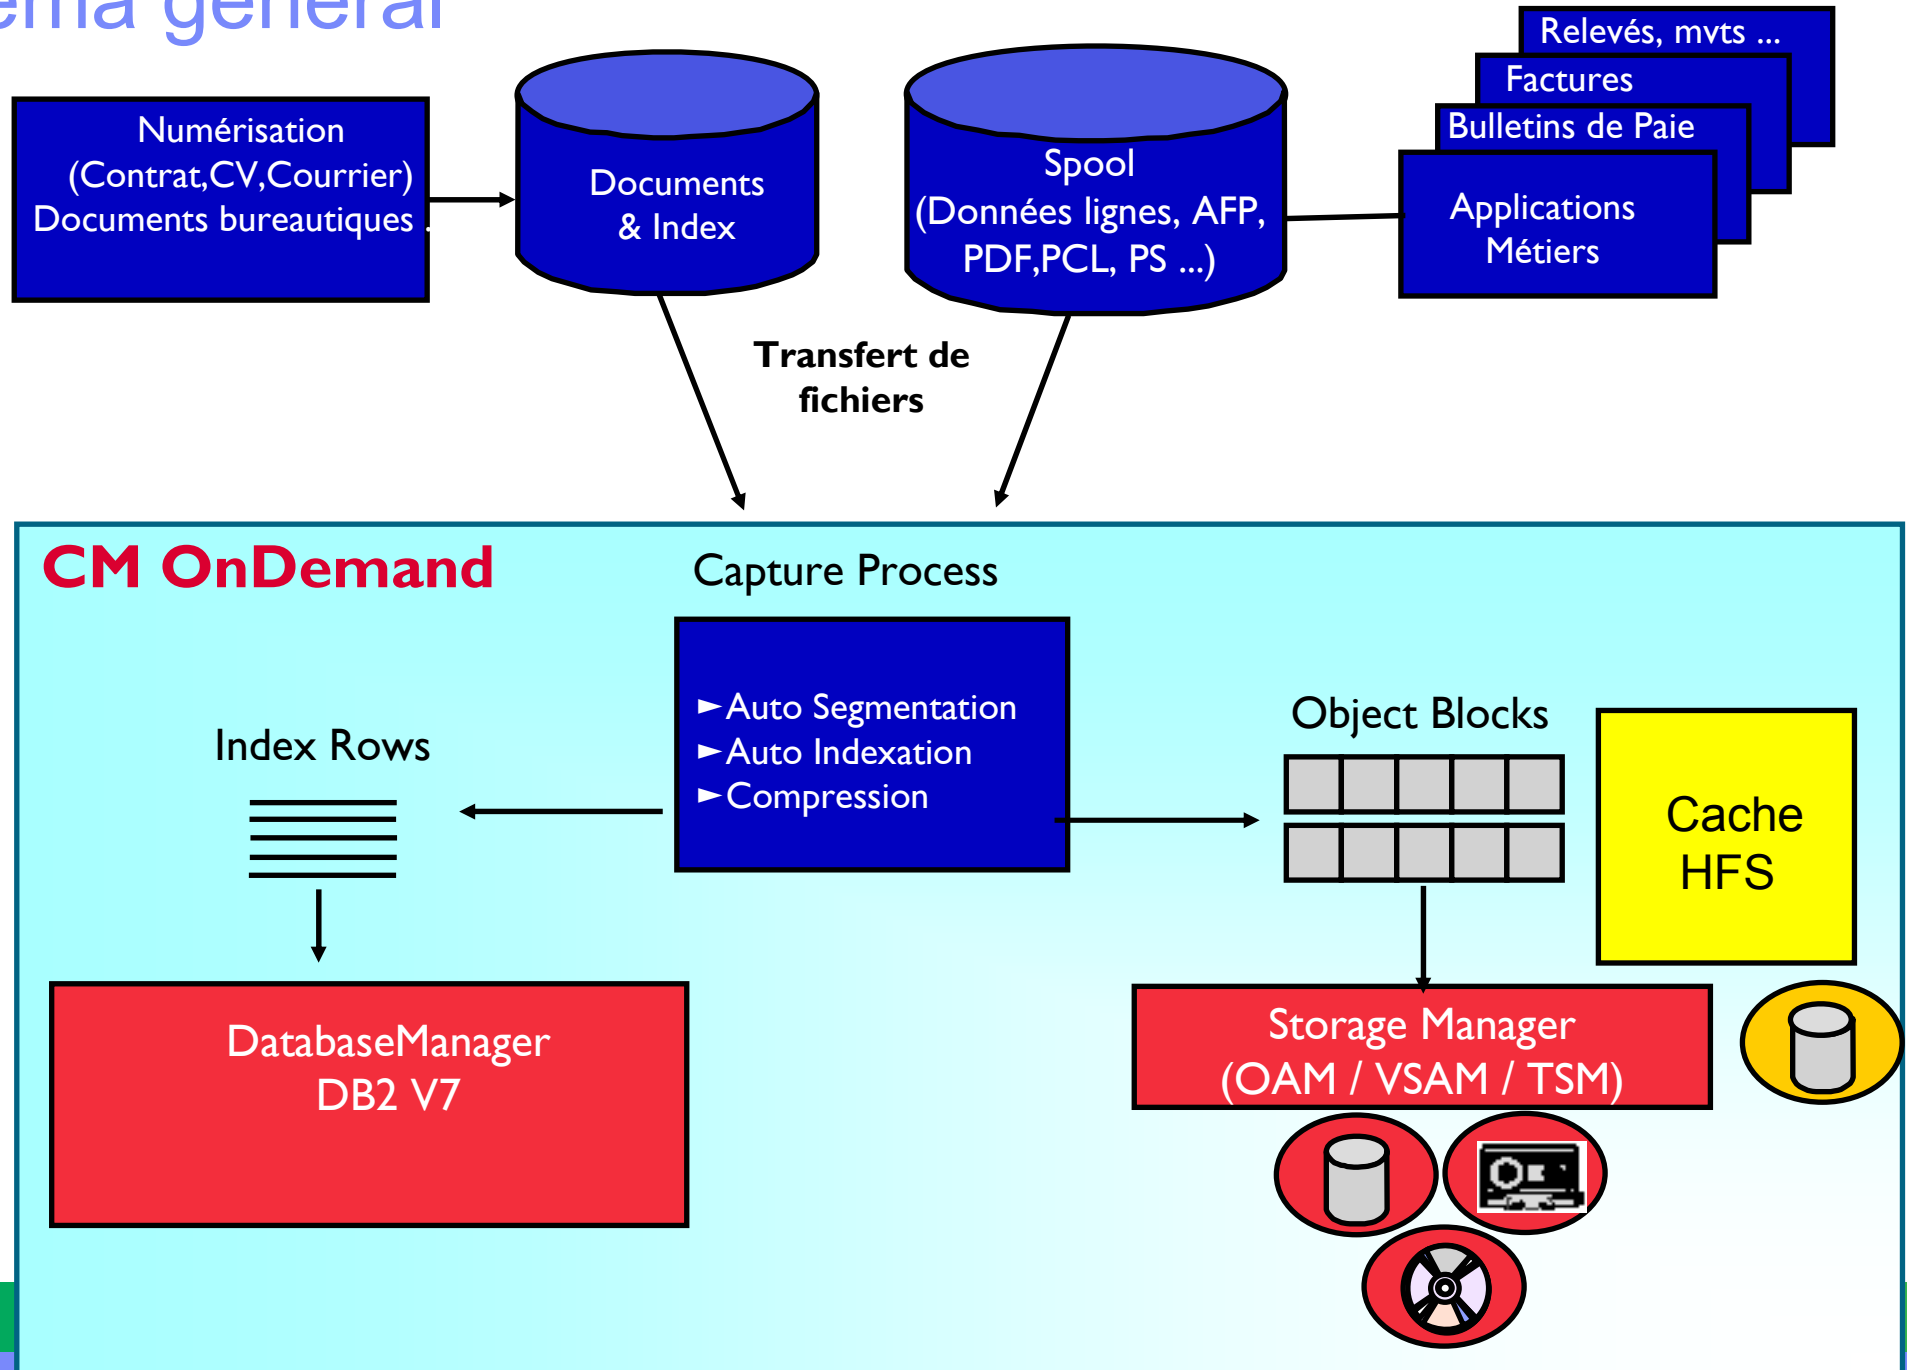 éma général
Relevés, mvts ...
Factures
Bulletins de Paie
Applications
Métiers
Numérisation
(Contrat,CV,Courrier)
Documents bureautiques .
Documents
& Index
Spool
(Données lignes, AFP,
PDF,PCL, PS ...)
Transfert de
fichiers
CM OnDemand
Capture Process
►Auto Segmentation
►Auto Indexation
►Compression
Index Rows
Object Blocks
Cache
HFS
DatabaseManager
DB2 V7
Storage Manager
(OAM / VSAM / TSM)